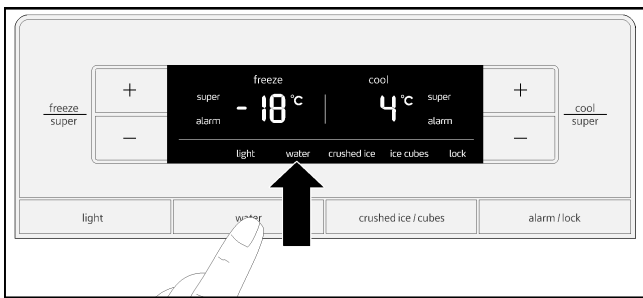 freeze cool
super -18 °C 4 °C super
alarm alarm
+ +
freeze
super
cool
super
− −
light water crushed ice ice cubes lock
light water crushed ice / cubes alarm / lock